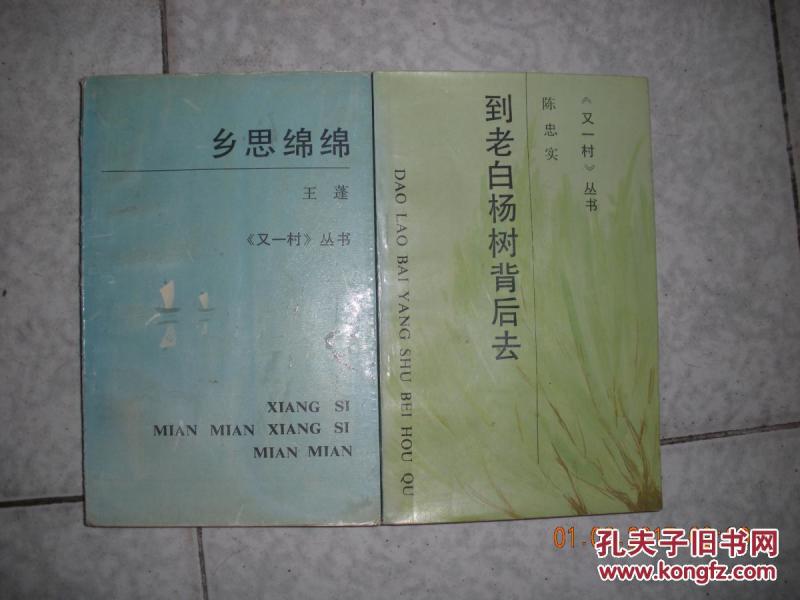 乡思绵绵
王 蓬
《又一村》丛书
XIANG SI
MIAN MIAN XIANG SI
MIAN MIAN
《又一村》丛书
陈忠实
到老白杨树背后去
DAO LAO BAI YANG SHU BEI HOU QU
孔夫子旧书网
www.kongfz.com